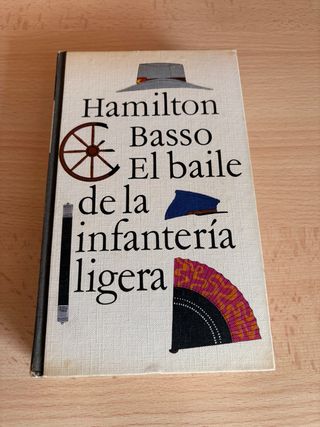 Hamilton
Basso
El baile
de la
infantería
ligera